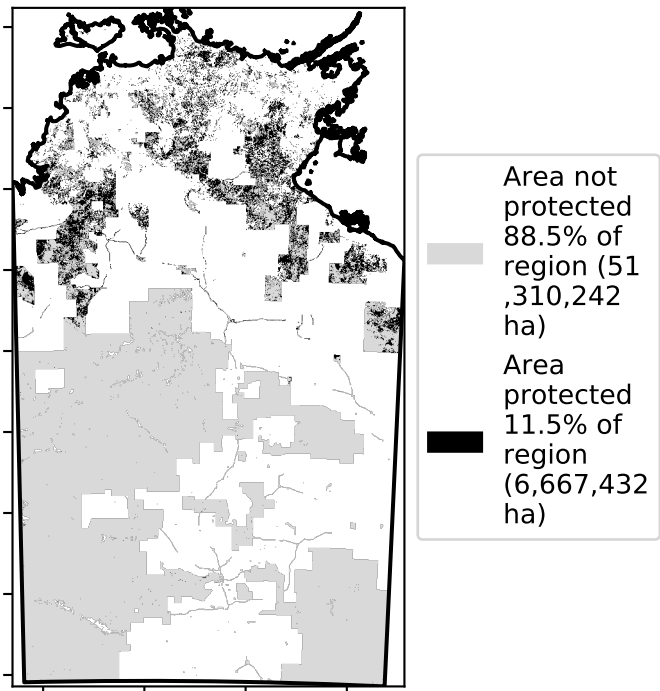 Area not
protected
88.5% of
region (51
,310,242
ha)
Area
protected
11.5% of
region
(6,667,432
ha)